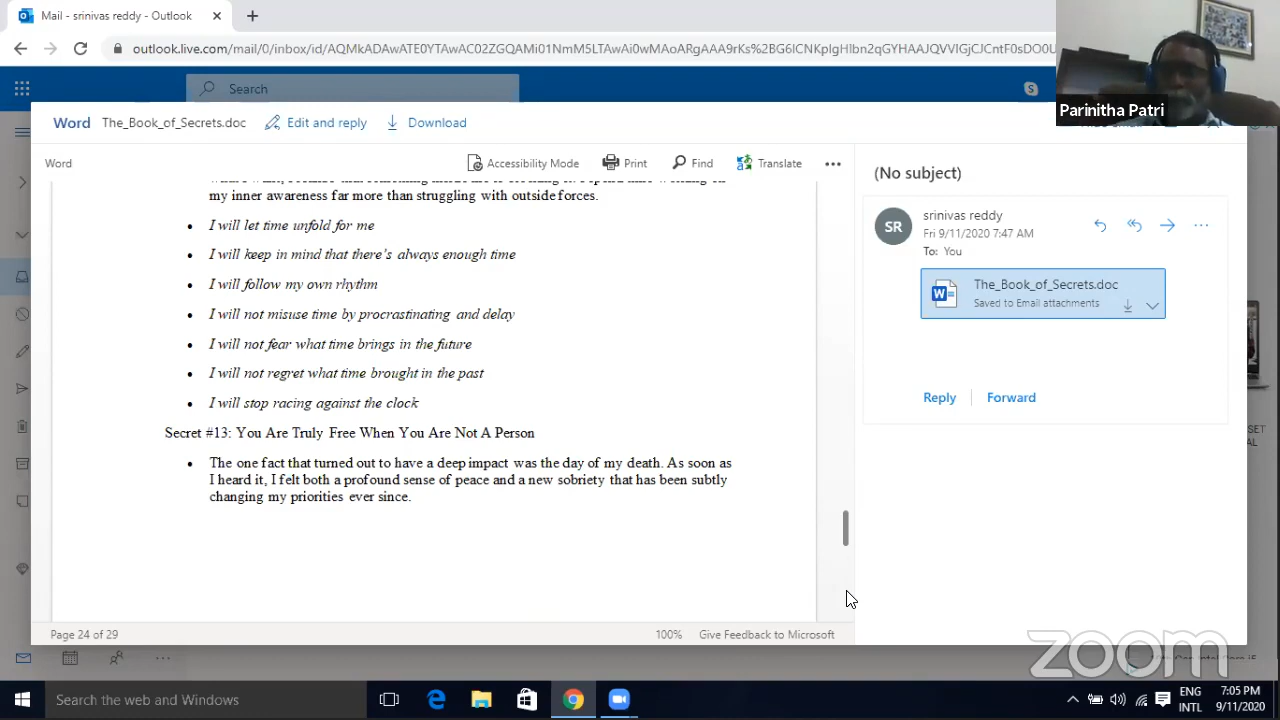 Mail - srinivas reddy - Outlook
outlook.live.com/mail/0/inbox/id/
Search
Parinitha Patri
Word The_Book_of_Secrets.doc Edit and reply Download
Word Accessibility Mode Print Find Translate
my inner awareness far more than struggling with outside forces.
I will let time unfold for me
I will keep in mind that there's always enough time
I will follow my own rhythm
I will not misuse time by procrastinating and delay
I will not fear what time brings in the future
I will not regret what time brought in the past
I will stop racing against the clock
Secret #13: You Are Truly Free When You Are Not A Person
The one fact that turned out to have a deep impact was the day of my death. As soon as
I heard it, I felt both a profound sense of peace and a new sobriety that has been subtly
changing my priorities ever since.
Page 24 of 29 100% Give Feedback to Microsoft
(No subject)
SR
srinivas reddy
Fri 9/11/2020 7:47 AM
To: You
The_Book_of_Secrets.doc
Saved to Email attachments
Reply Forward
zoom
Search the web and Windows
ENG
INTL
7:05 PM
9/11/2020